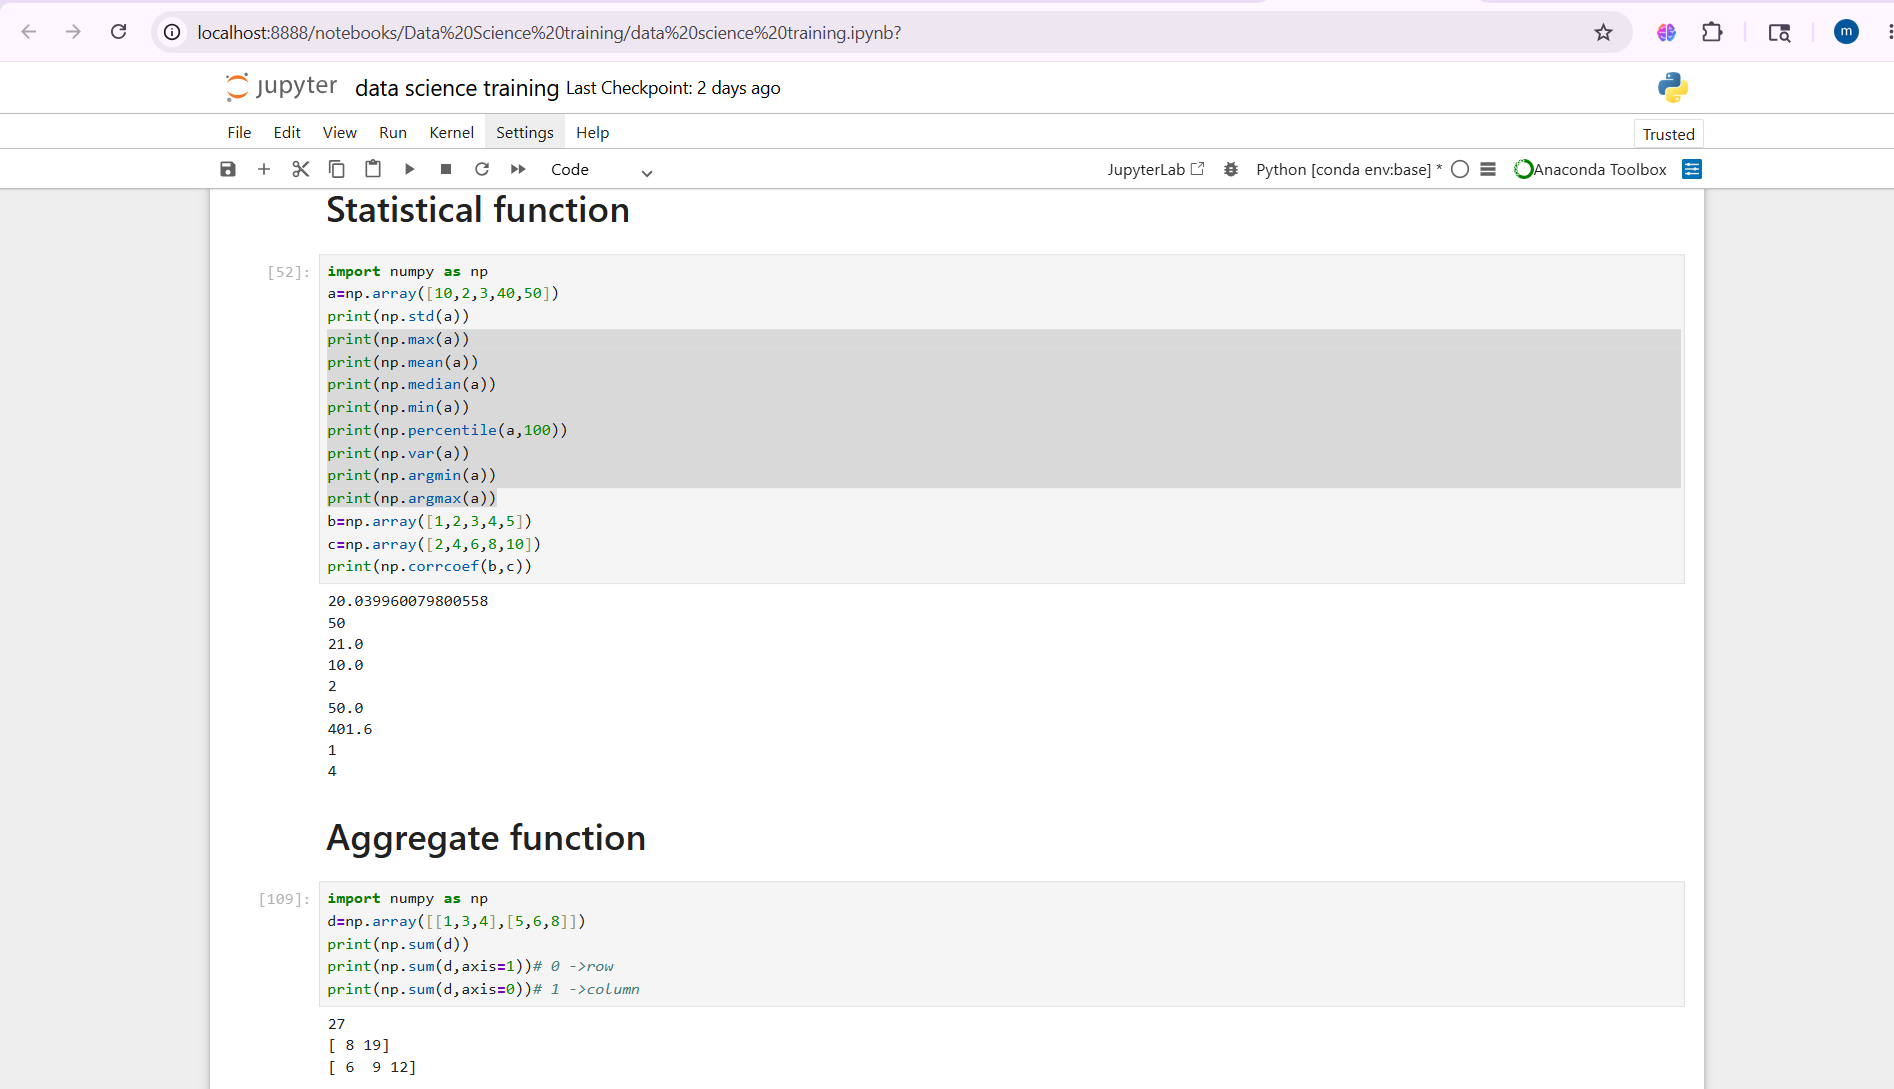 localhost:8888/notebooks/Data%20Science%20training/data%20science%20training.ipynb?
m
jupyter data science training Last Checkpoint: 2 days ago
File Edit View Run Kernel Settings Help
Trusted
Code
JupyterLab
Python [conda env:base] *
Anaconda Toolbox
Statistical function
[52]:
import numpy as np
a=np.array([10,2,3,40,50])
print(np.std(a))
print(np.max(a))
print(np.mean(a))
print(np.median(a))
print(np.min(a))
print(np.percentile(a,100))
print(np.var(a))
print(np.argmin(a))
print(np.argmax(a))
b=np.array([1,2,3,4,5])
c=np.array([2,4,6,8,10])
print(np.corrcoef(b,c))
20.039960079800558
50
21.0
10.0
2
50.0
401.6
1
4
Aggregate function
[109]:
import numpy as np
d=np.array([[1,3,4],[5,6,8]])
print(np.sum(d))
print(np.sum(d,axis=1))# 0 ->row
print(np.sum(d,axis=0))# 1 ->column
27
[ 8 19]
[ 6  9 12]